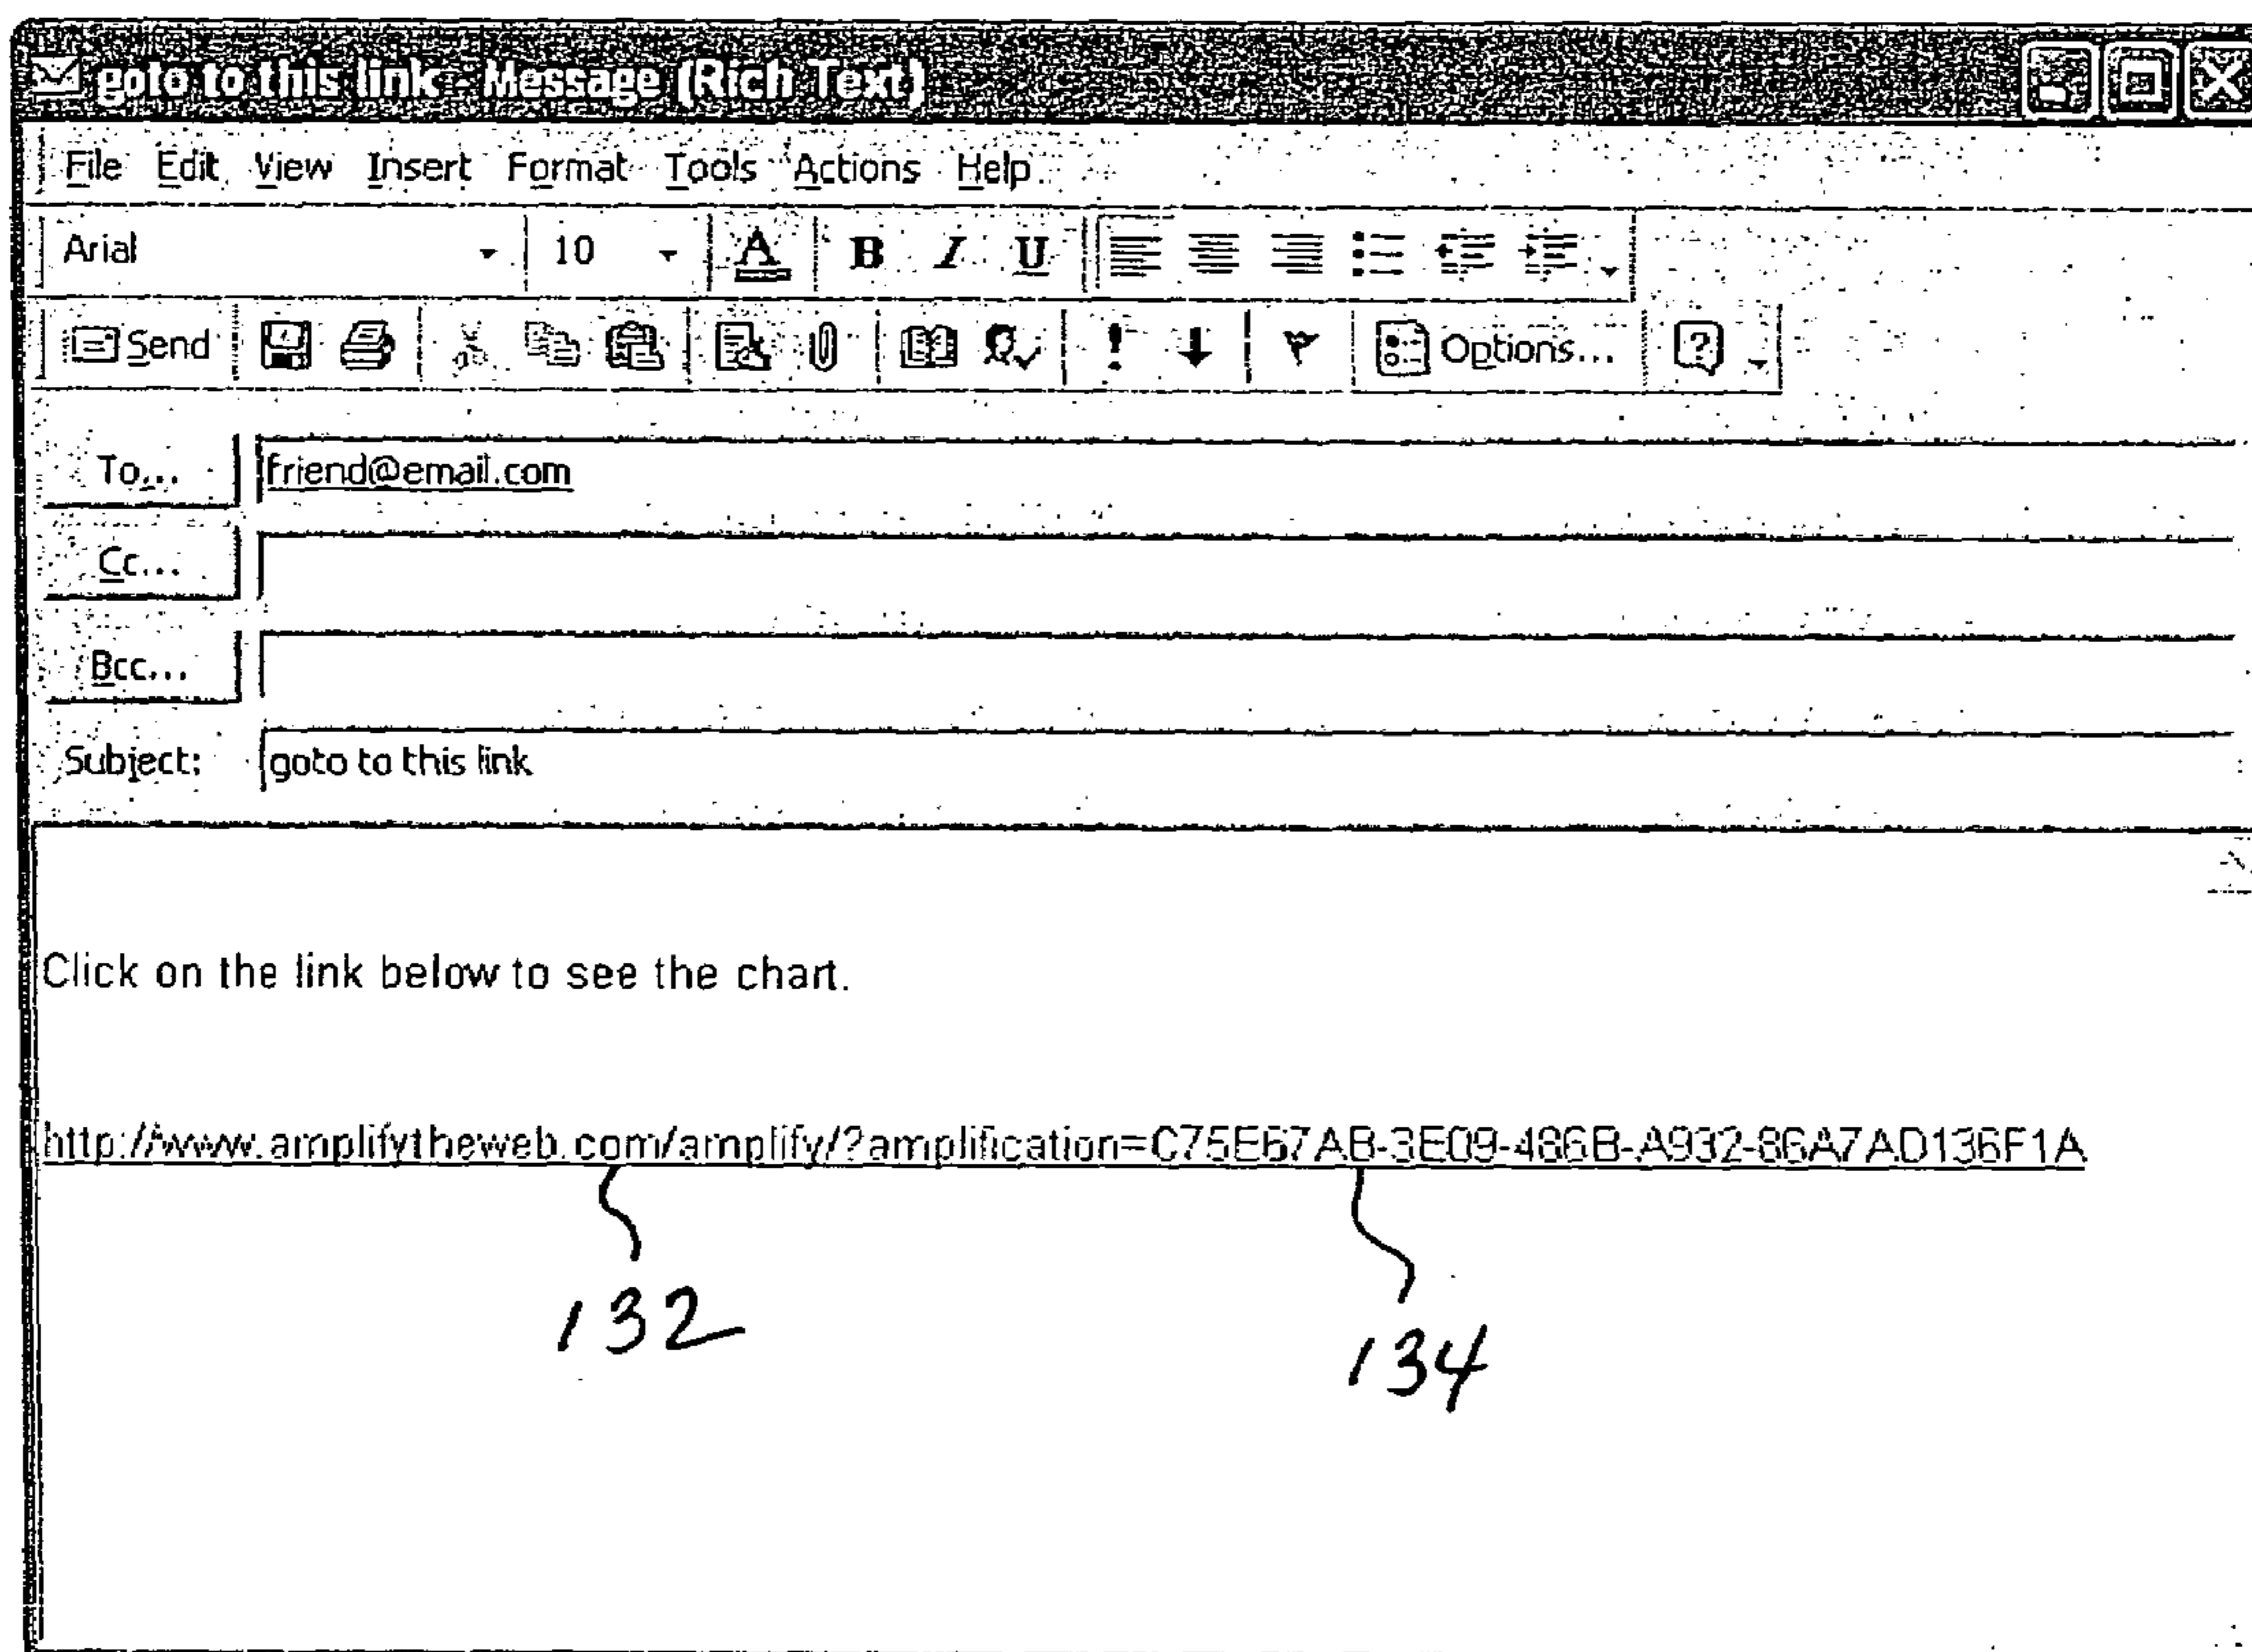 goto to this link - Message (Rich Text)
File Edit View Insert Format Tools Actions Help
Arial 10 A B I U
Send Options...
To... friend@email.com
Cc...
Bcc...
Subject: goto to this link
Click on the link below to see the chart.
http://www.amplifytheweb.com/amplify/?amplification=C75E67AB-3E09-486B-A932-86A7AD136F1A
132 134